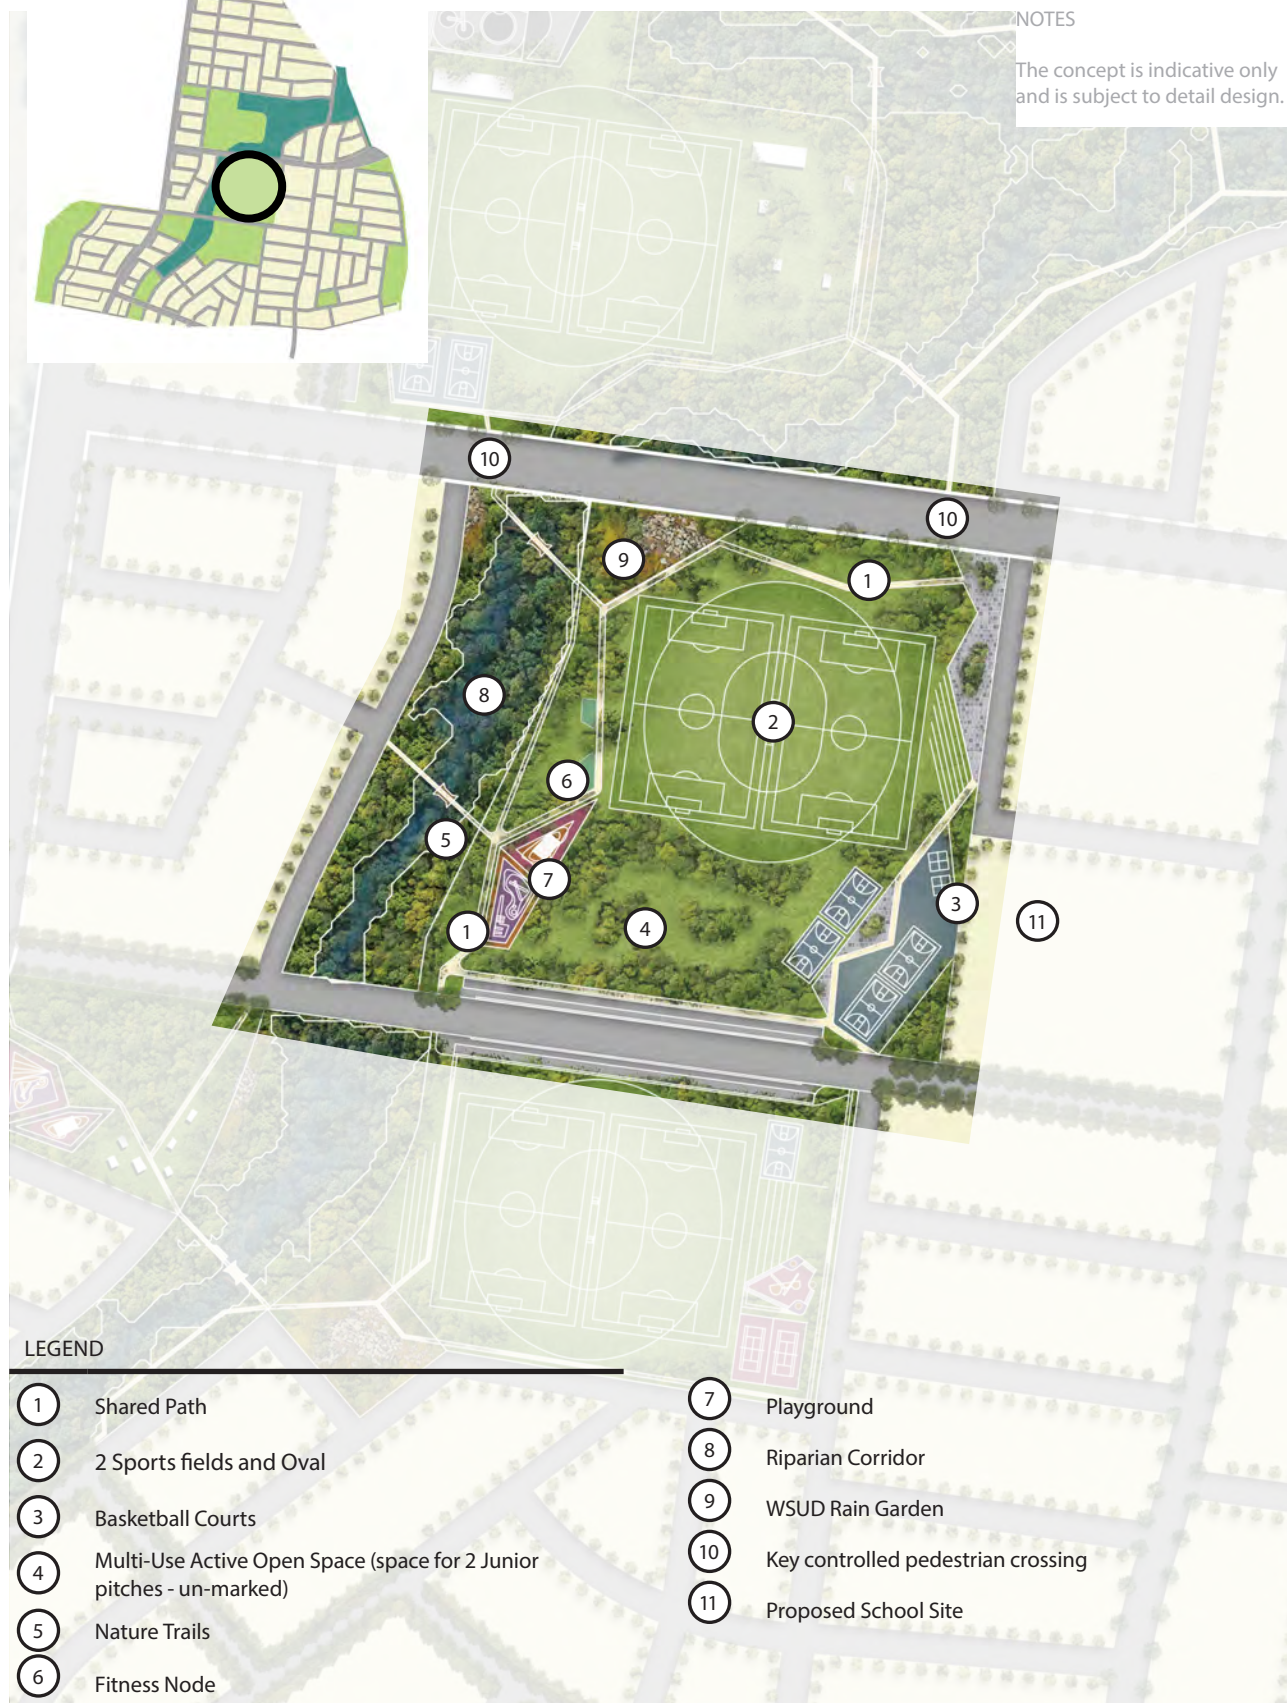 NOTES
The concept is indicative only
and is subject to detail design.
10
10
9
1
8
2
6
5
7
3
1
4
11
LEGEND
1 Shared Path
2 2 Sports fields and Oval
3 Basketball Courts
4 Multi-Use Active Open Space (space for 2 Junior
pitches - un-marked)
5 Nature Trails
6 Fitness Node
7 Playground
8 Riparian Corridor
9 WSUD Rain Garden
10 Key controlled pedestrian crossing
11 Proposed School Site